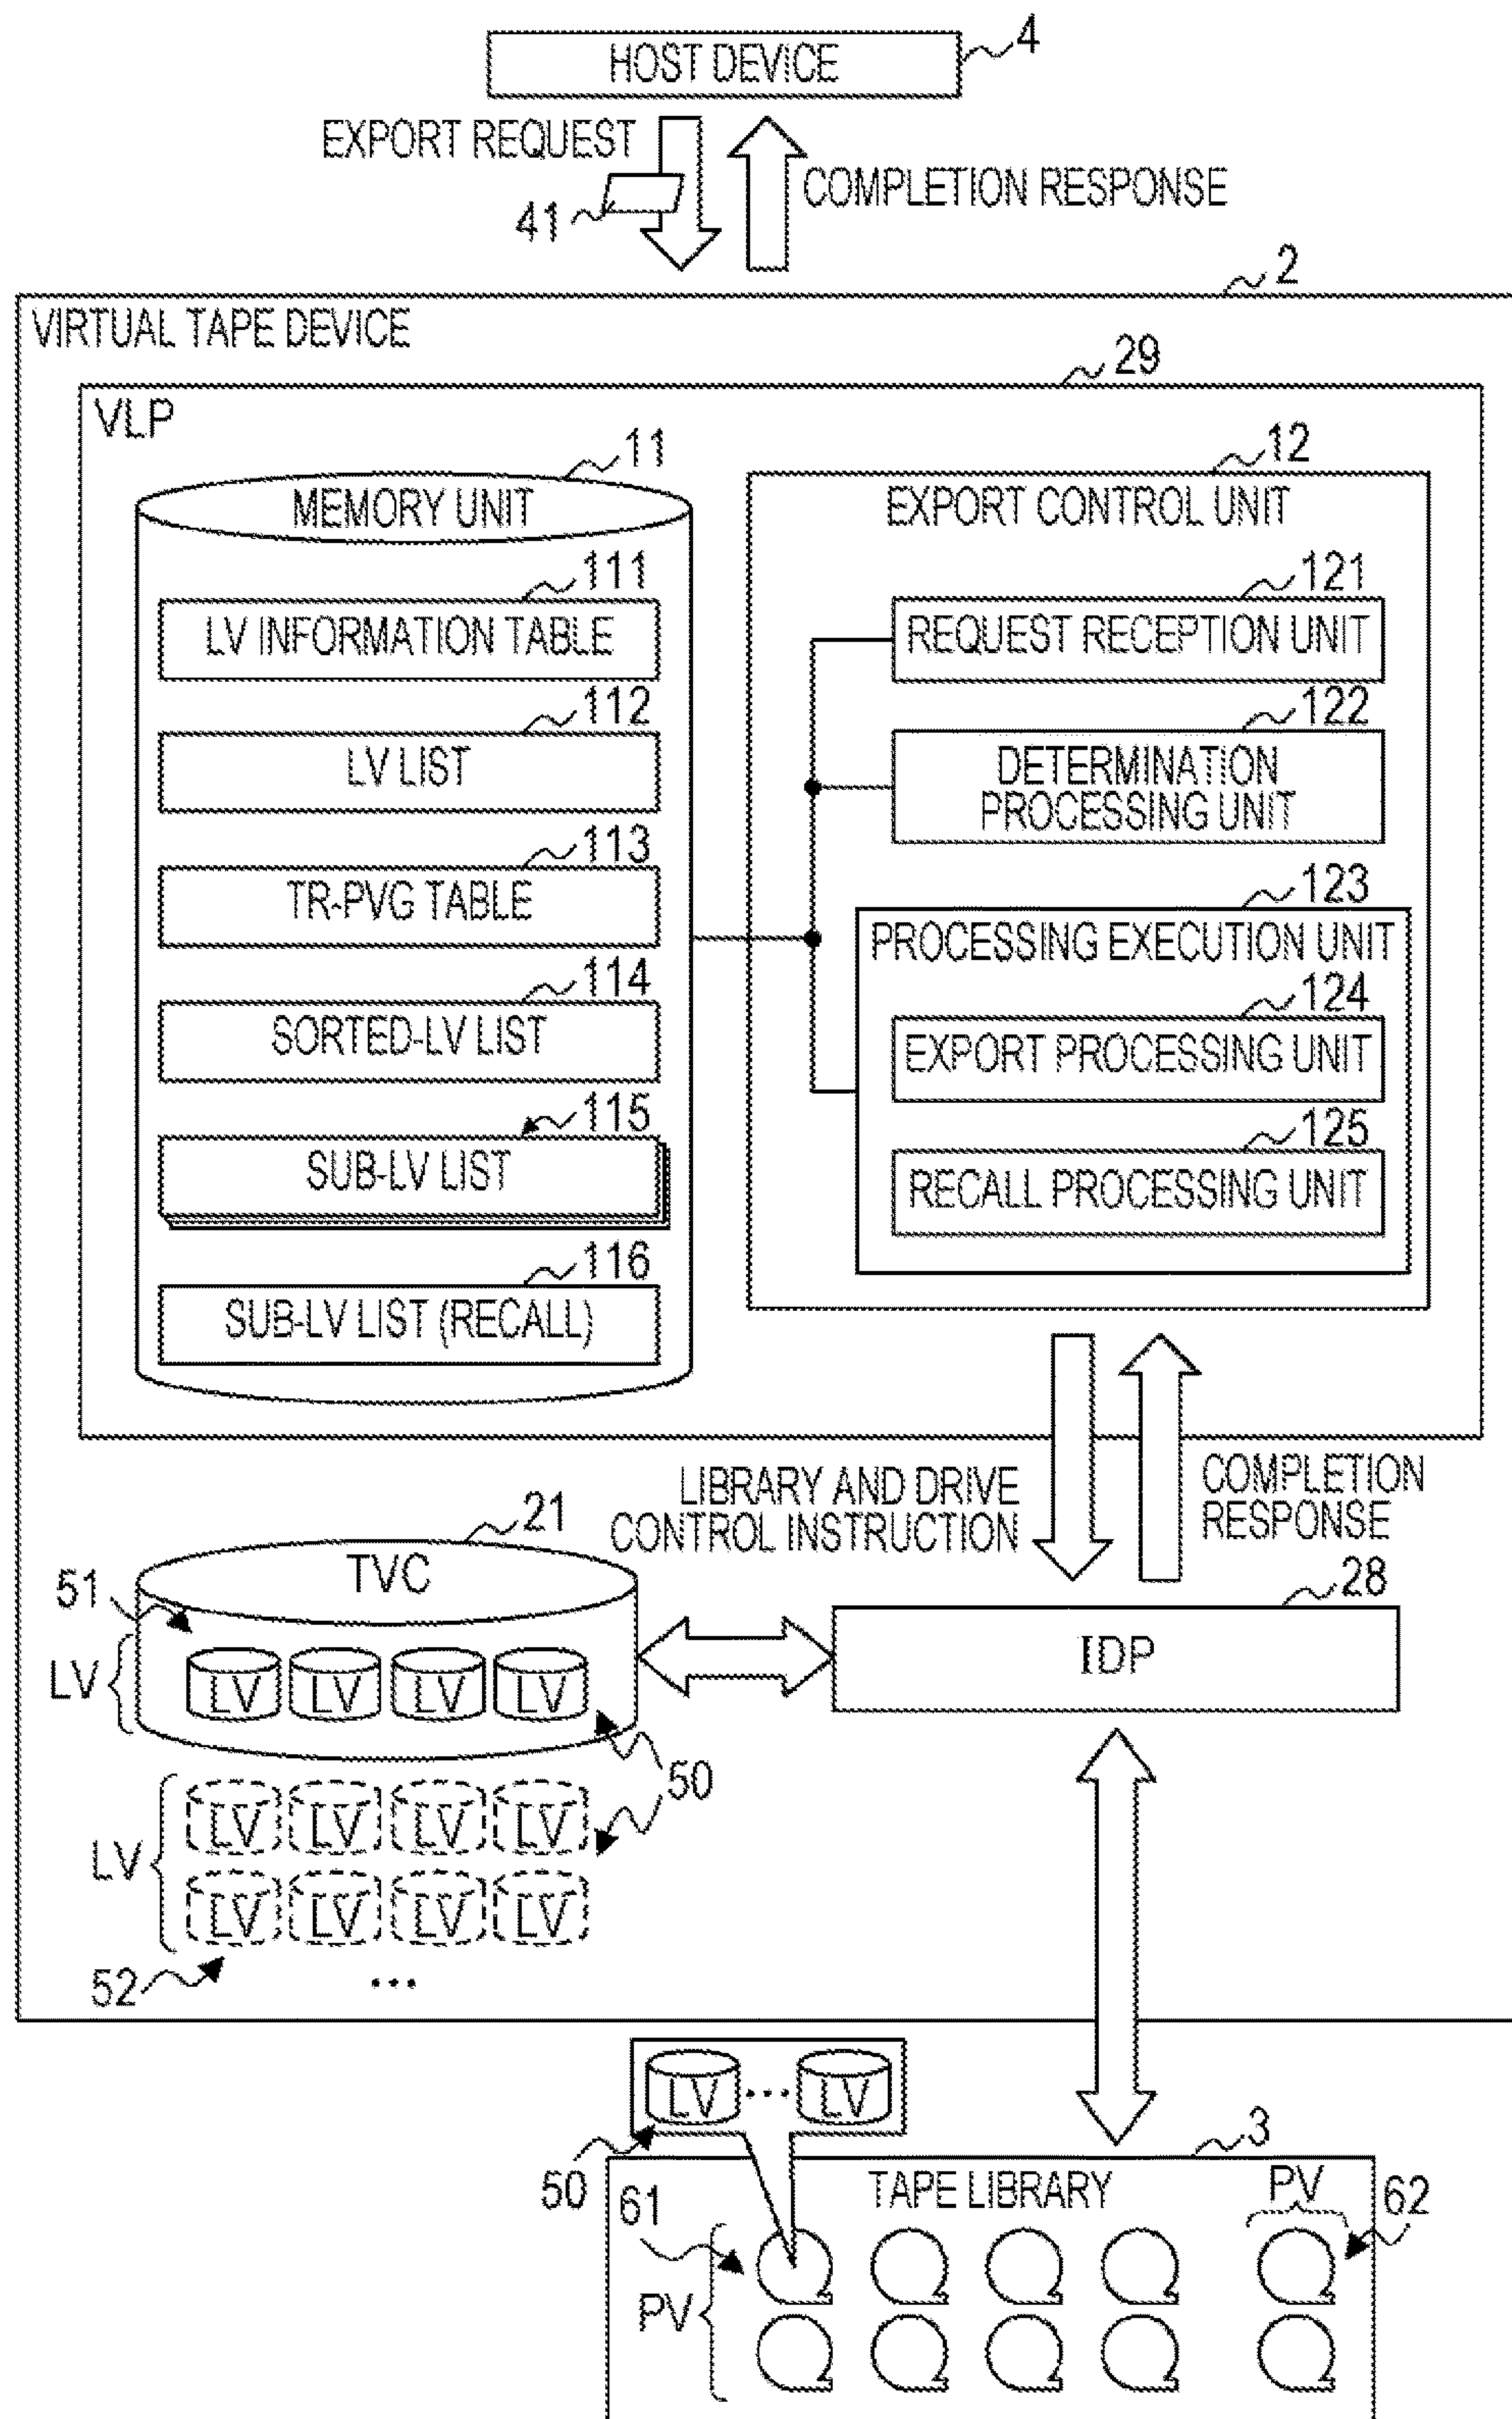 HOST DEVICE
4
EXPORT REQUEST
41
COMPLETION RESPONSE
2
VIRTUAL TAPE DEVICE
29
VLP
11
MEMORY UNIT
111
LV INFORMATION TABLE
112
LV LIST
113
TR-PVG TABLE
114
SORTED-LV LIST
115
SUB-LV LIST
116
SUB-LV LIST (RECALL)
12
EXPORT CONTROL UNIT
121
REQUEST RECEPTION UNIT
122
DETERMINATION
PROCESSING UNIT
123
PROCESSING EXECUTION UNIT
124
EXPORT PROCESSING UNIT
125
RECALL PROCESSING UNIT
LIBRARY AND DRIVE
CONTROL INSTRUCTION
COMPLETION
RESPONSE
21
TVC
51
LV
LV LV LV LV
28
IDP
50
LV
LV LV LV LV
LV LV LV LV
52
...
LV ... LV
50
3
TAPE LIBRARY
61
PV
PV
62